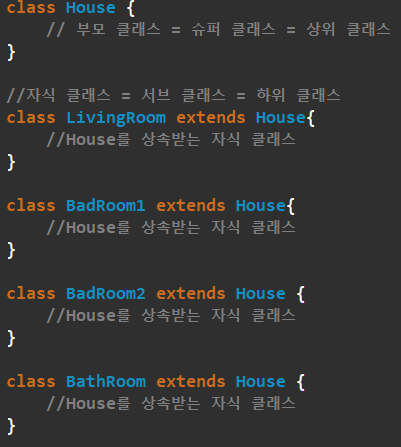 class House {
// 부모 클래스 = 슈퍼 클래스 = 상위 클래스
}
//자식 클래스 = 서브 클래스 = 하위 클래스
class LivingRoom extends House{
//House를 상속받는 자식 클래스
}
class BadRoom1 extends House{
//House를 상속받는 자식 클래스
}
class BadRoom2 extends House {
//House를 상속받는 자식 클래스
}
class BathRoom extends House {
//House를 상속받는 자식 클래스
}